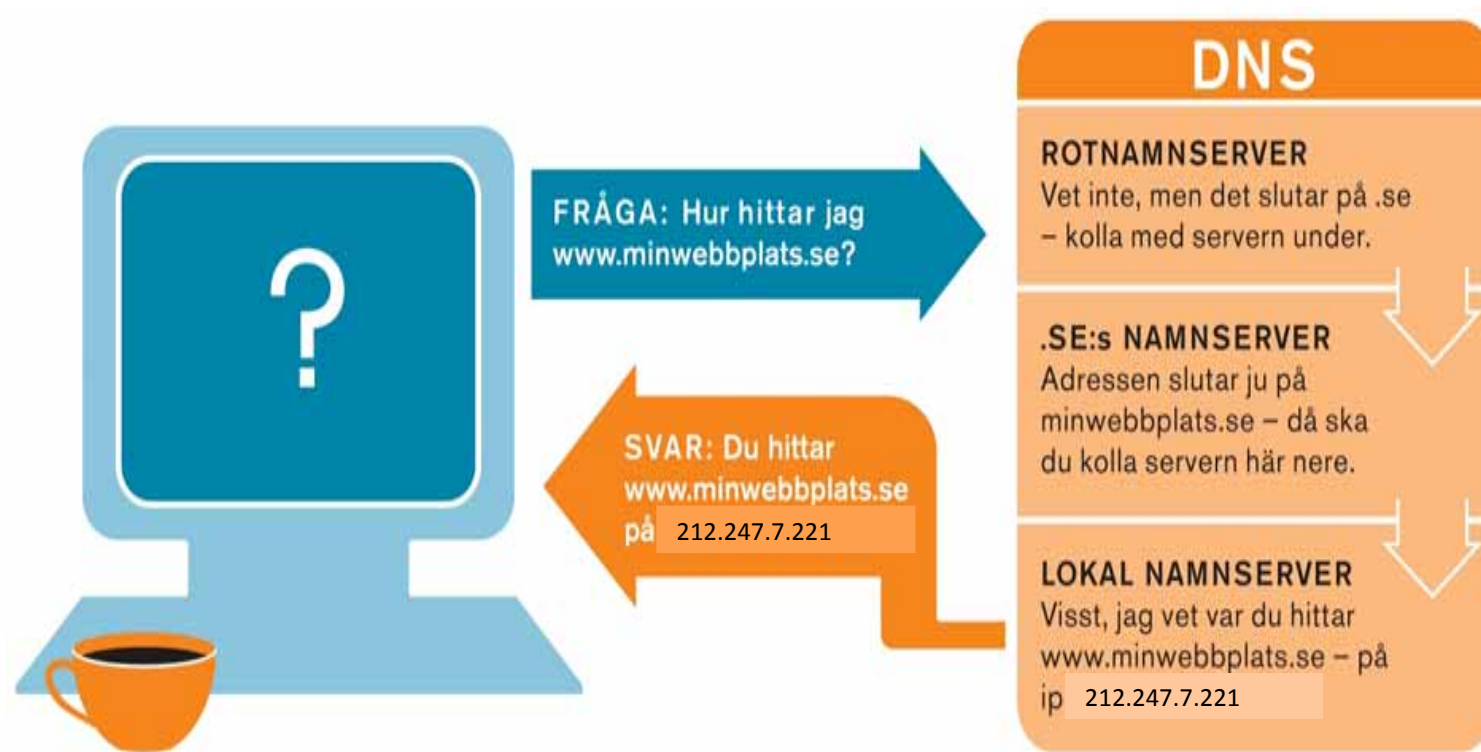 ?
FRÅGA: Hur hittar jag
www.minwebbplats.se?
SVAR: Du hittar
www.minwebbplats.se
på 212.247.7.221
DNS
ROTNAMNSERVER
Vet inte, men det slutar på .se
– kolla med servern under.
.SE:s NAMNSERVER
Adressen slutar ju på
minwebbplats.se – då ska
du kolla servern här nere.
LOKAL NAMNSERVER
Visst, jag vet var du hittar
www.minwebbplats.se – på
ip 212.247.7.221